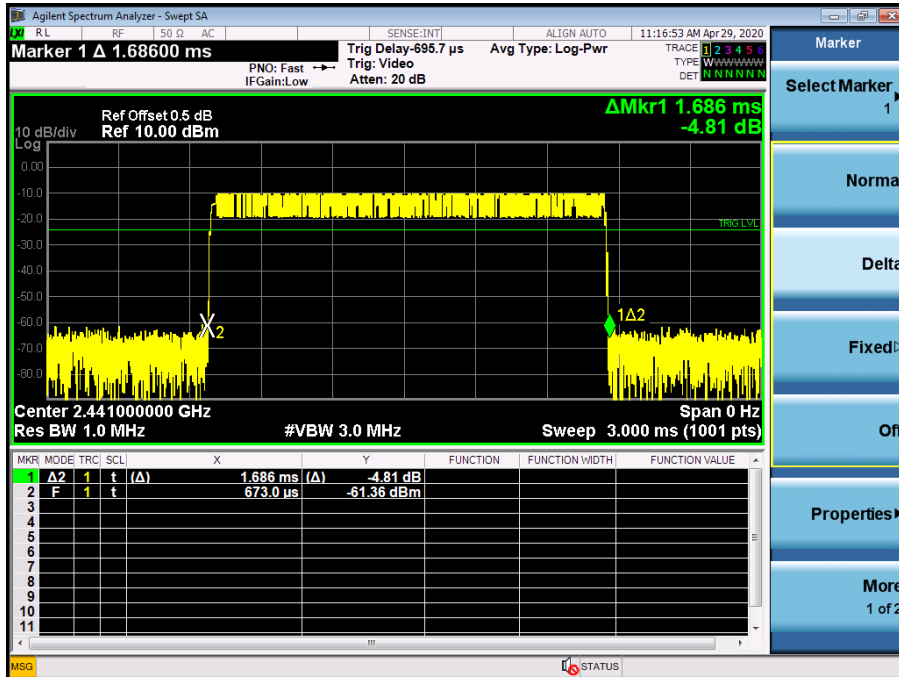 Agilent Spectrum Analyzer - Swept SA
LXI RL RF 50 Ω AC SENSE:INT ALIGN AUTO 11:16:53 AM Apr 29, 2020
Marker 1 Δ 1.68600 ms
PNO: Fast
IFGain:Low
Trig Delay-695.7 µs
Trig: Video
Atten: 20 dB
Avg Type: Log-Pwr
TRACE 1 2 3 4 5 6
TYPE WWWWWW
DET N N N N N N
ΔMkr1 1.686 ms
-4.81 dB
Ref Offset 0.5 dB
10 dB/div Ref 10.00 dBm
Log
0.00
-10.0
-20.0
TRIG LVL
-30.0
-40.0
-50.0
-60.0
1Δ2
2
-70.0
-80.0
Center 2.441000000 GHz Span 0 Hz
Res BW 1.0 MHz #VBW 3.0 MHz Sweep 3.000 ms (1001 pts)
MKR MODE TRC SCL X Y FUNCTION FUNCTION WIDTH FUNCTION VALUE
1 Δ2 1 t (Δ) 1.686 ms (Δ) -4.81 dB
2 F 1 t 673.0 µs -61.36 dBm
3
4
5
6
7
8
9
10
11
MSG STATUS
Marker
Select Marker
1
Norma
Delta
Fixed
Of
Properties
More
1 of 2